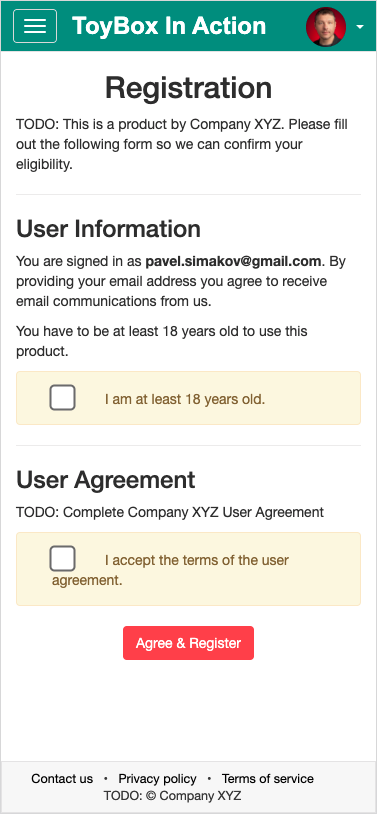 ToyBox In Action
Registration
TODO: This is a product by Company XYZ. Please fill
out the following form so we can confirm your
eligibility.
User Information
You are signed in as pavel.simakov@gmail.com. By
providing your email address you agree to receive
email communications from us.
You have to be at least 18 years old to use this
product.
I am at least 18 years old.
User Agreement
TODO: Complete Company XYZ User Agreement
I accept the terms of the user
agreement.
Agree & Register
Contact us • Privacy policy • Terms of service
TODO: © Company XYZ